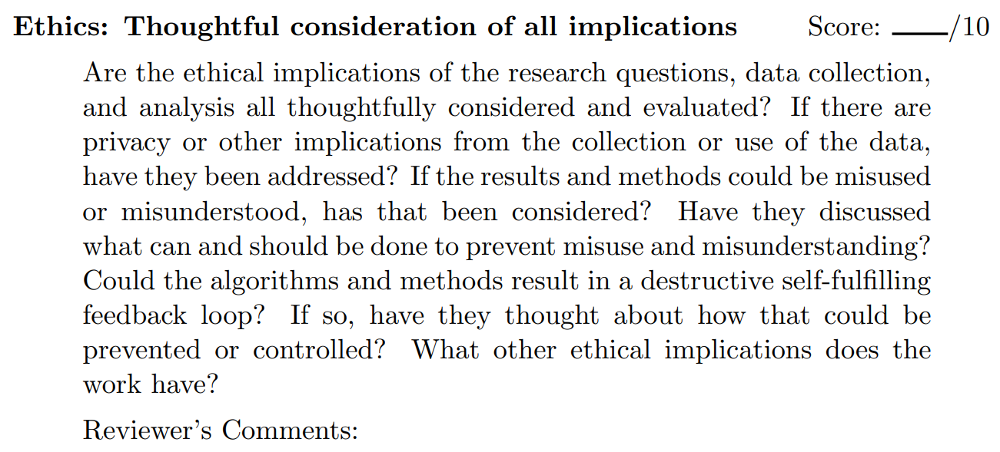 Ethics: Thoughtful consideration of all implications Score: ___/10
Are the ethical implications of the research questions, data collection,
and analysis all thoughtfully considered and evaluated? If there are
privacy or other implications from the collection or use of the data,
have they been addressed? If the results and methods could be misused
or misunderstood, has that been considered? Have they discussed
what can and should be done to prevent misuse and misunderstanding?
Could the algorithms and methods result in a destructive self-fulfilling
feedback loop? If so, have they thought about how that could be
prevented or controlled? What other ethical implications does the
work have?
Reviewer's Comments: